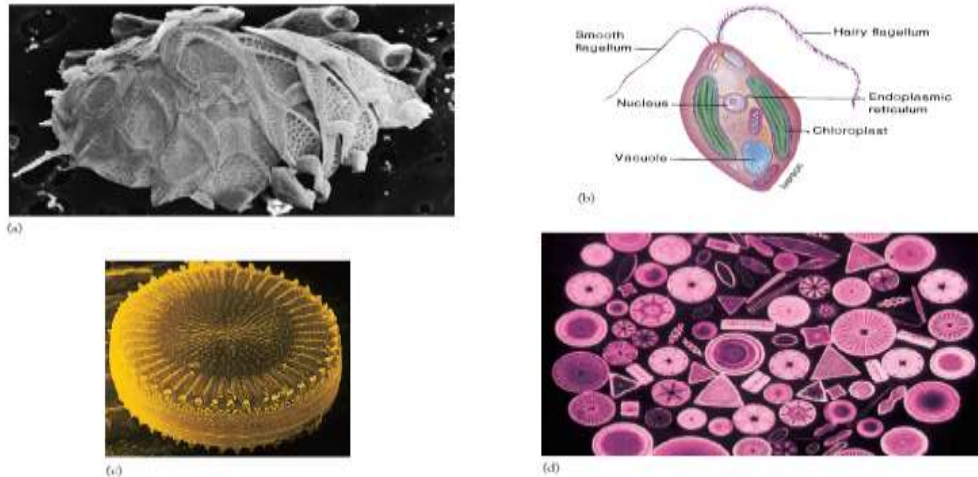 Smooth
flagellum
Hairy flagellum
Nucleus
Endoplasmic
reticulum
Chloroplast
Vacuole
(b)
(a)
(c)
(d)